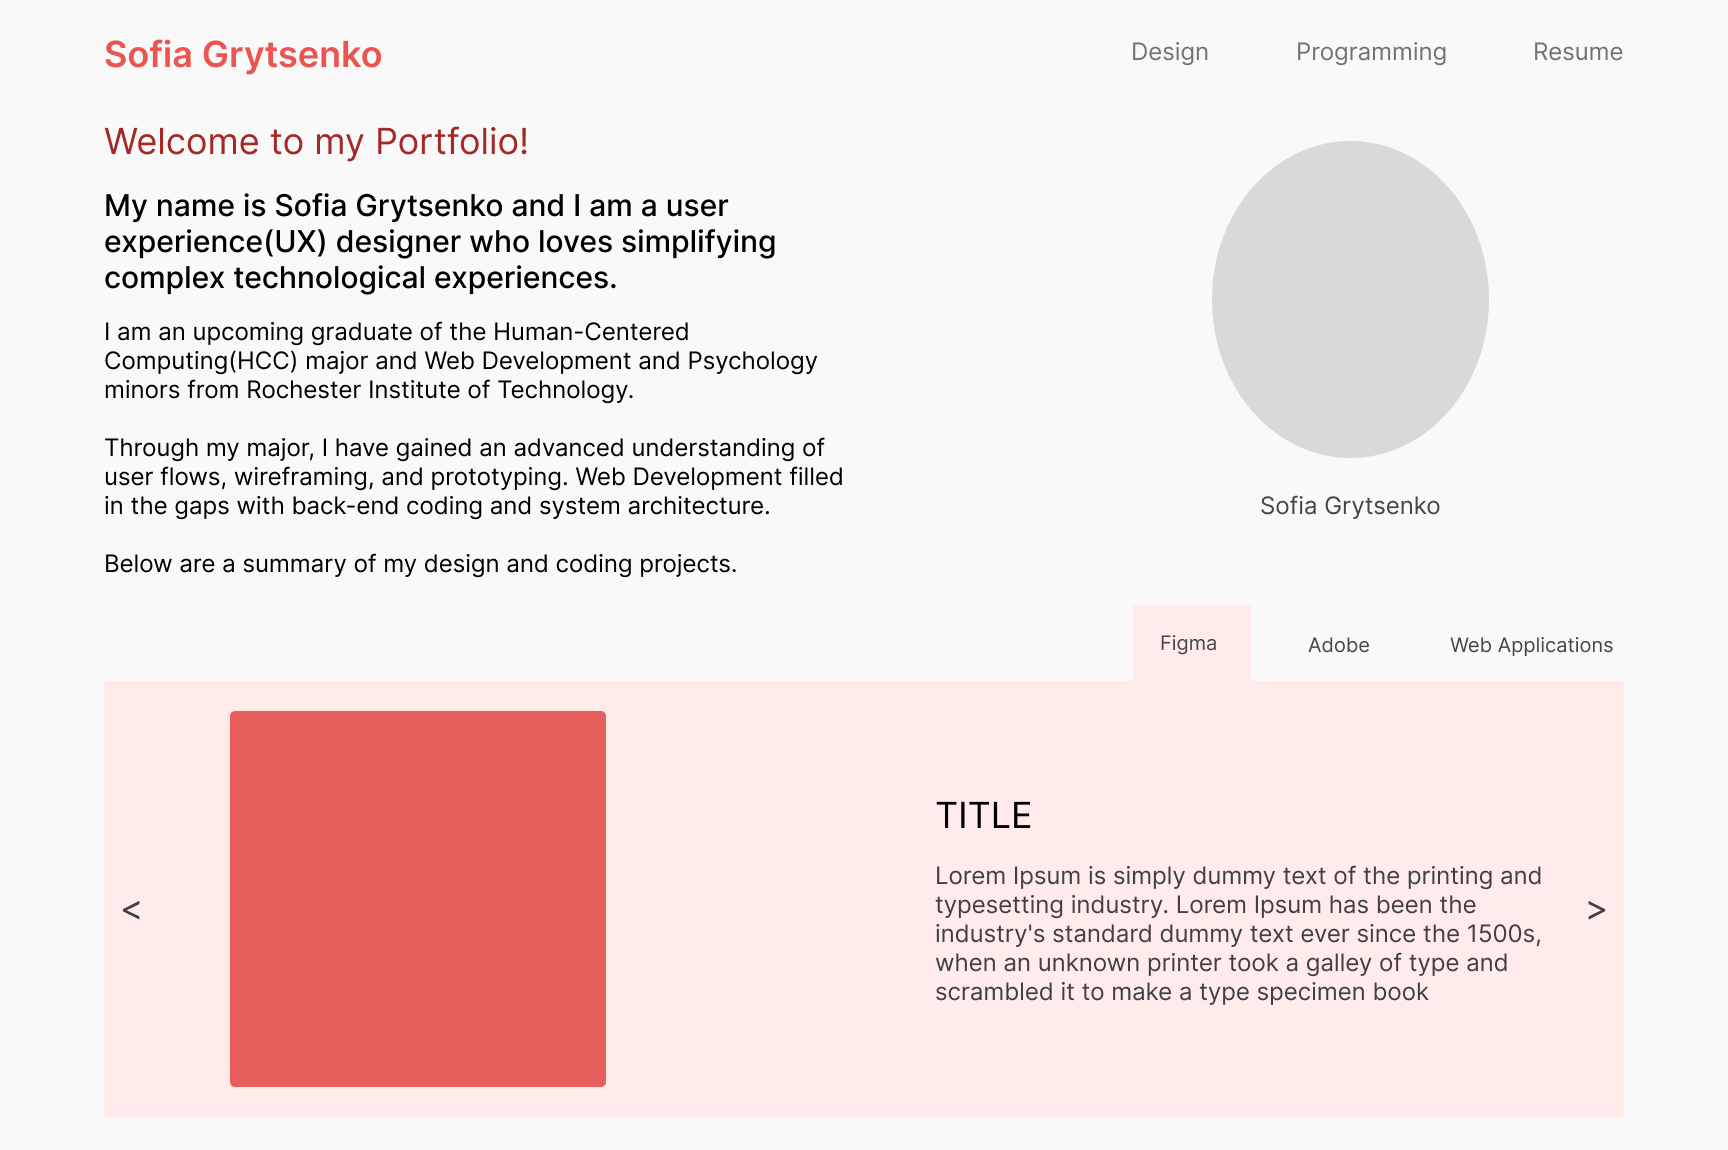 Sofia Grytsenko
Design
Programming
Resume
Welcome to my Portfolio!
My name is Sofia Grytsenko and I am a user
experience(UX) designer who loves simplifying
complex technological experiences.
I am an upcoming graduate of the Human-Centered
Computing(HCC) major and Web Development and Psychology
minors from Rochester Institute of Technology.
Through my major, I have gained an advanced understanding of
user flows, wireframing, and prototyping. Web Development filled
in the gaps with back-end coding and system architecture.
Below are a summary of my design and coding projects.
Sofia Grytsenko
Figma
Adobe
Web Applications
<
TITLE
Lorem Ipsum is simply dummy text of the printing and
typesetting industry. Lorem Ipsum has been the
industry's standard dummy text ever since the 1500s,
when an unknown printer took a galley of type and
scrambled it to make a type specimen book
>